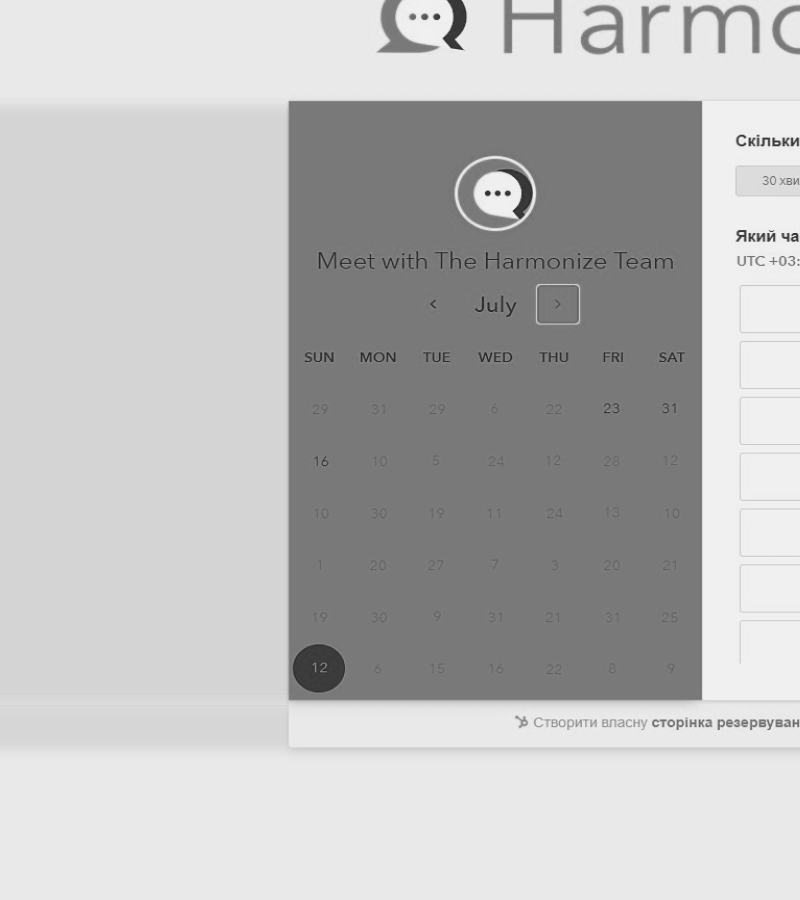 Harmo
Скільки
30 хви
Meet with The Harmonize Team
Який ча
UTC +03:
July
SUN MON TUE WED THU FRI SAT
29 31 29 6 22 23 31
16 10 5 24 12 28 12
10 30 19 11 24 13 10
1 20 27 7 3 20 21
19 30 9 31 21 31 25
12 6 15 16 22 8 9
Створити власну сторінка резервуван